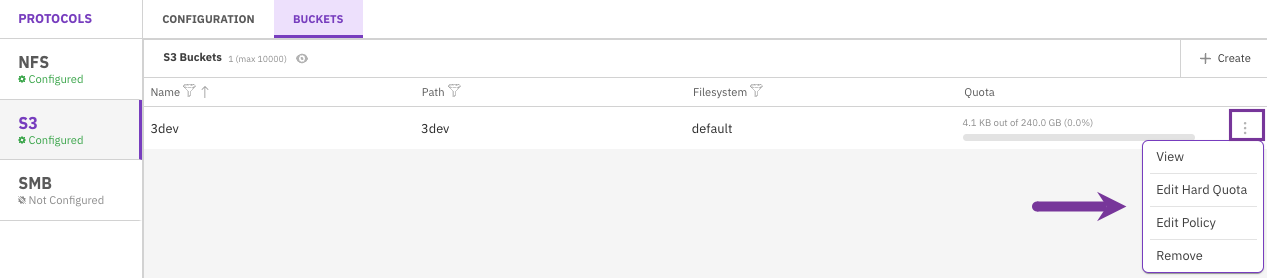 PROTOCOLS
CONFIGURATION BUCKETS
NFS
Configured
S3
Configured
SMB
Not Configured
S3 Buckets 1 (max 10000)
Create
Name Path Filesystem Quota
3dev 3dev default 4.1 KB out of 240.0 GB (0.0%)
View
Edit Hard Quota
Edit Policy
Remove